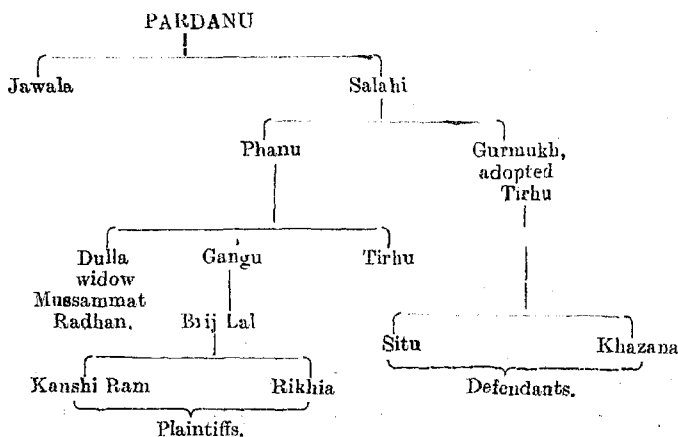 PARDANU
Jawala Salahi
Phanu Gurmukh,
adopted
Tirhu
Dulla Gangu Tirhu
widow
Mussammat
Radhan. Brij Lal
Situ Khazana
Kanshi Ram Rikhia Defendants.
Plaintiffs.